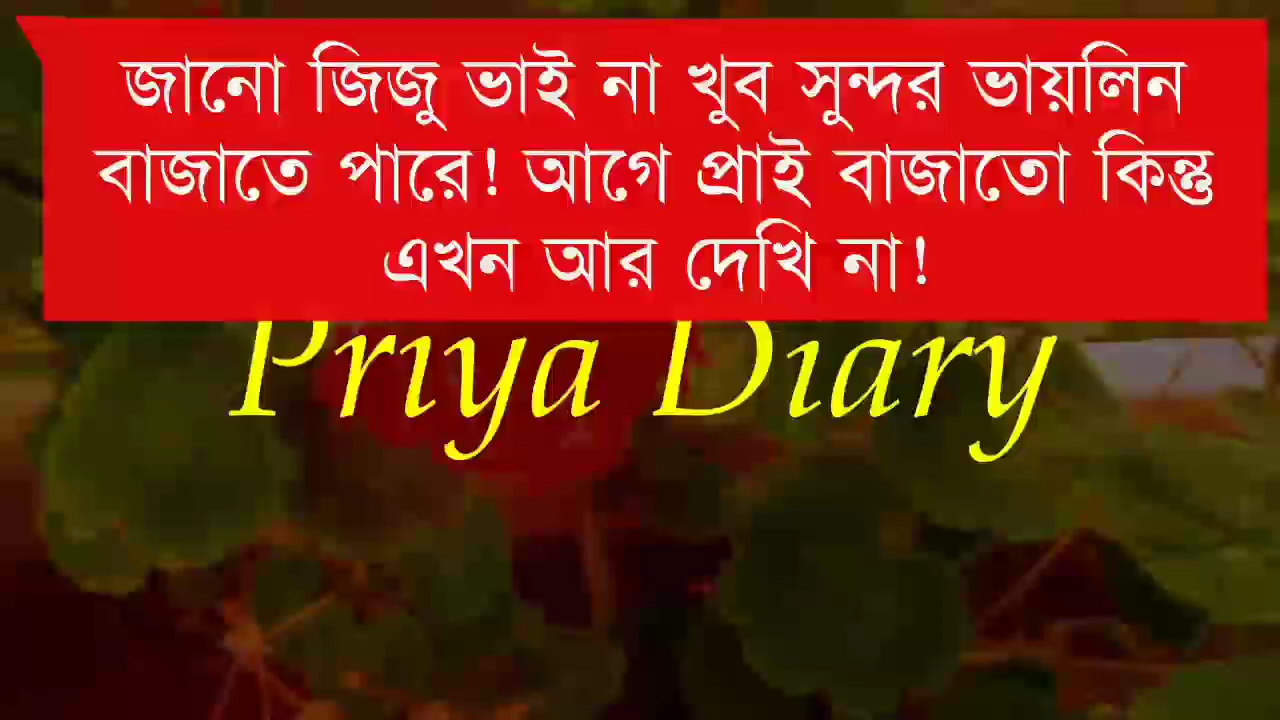 জানো জিজু ভাই না খুব সুন্দর ভায়লিন
বাজাতে পারে! আগে প্রাই বাজাতো কিন্তু
এখন আর দেখি না!
Priya Diary